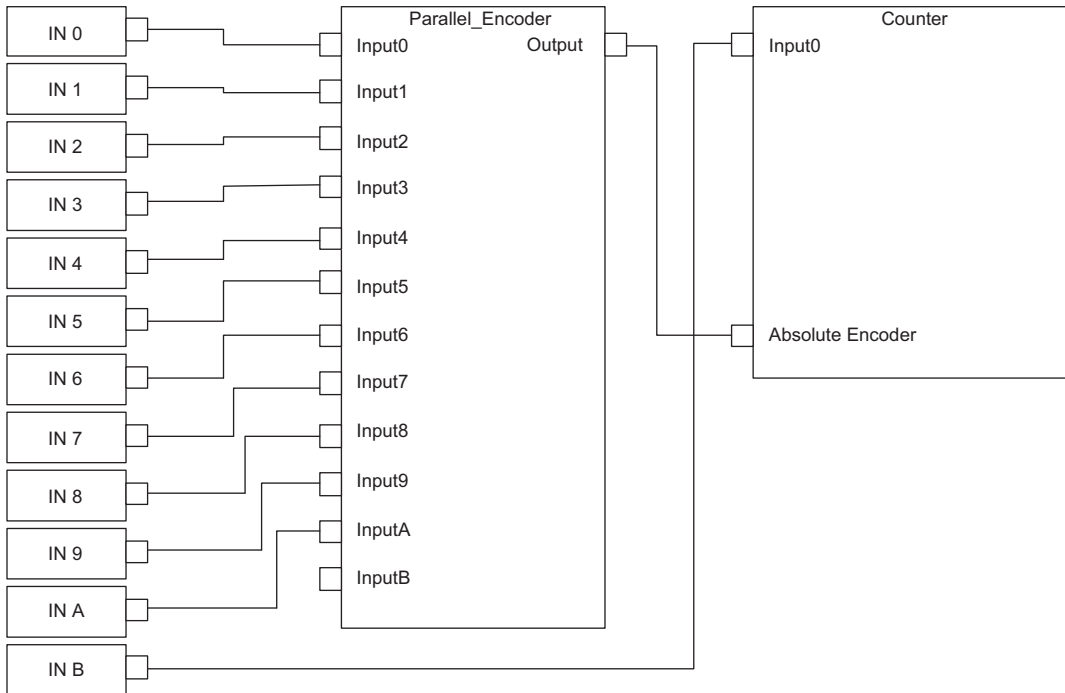 IN 0
IN 1
IN 2
IN 3
IN 4
IN 5
IN 6
IN 7
IN 8
IN 9
IN A
IN B
Parallel_Encoder
Input0
Output
Input1
Input2
Input3
Input4
Input5
Input6
Input7
Input8
Input9
InputA
InputB
Counter
Input0
Absolute Encoder